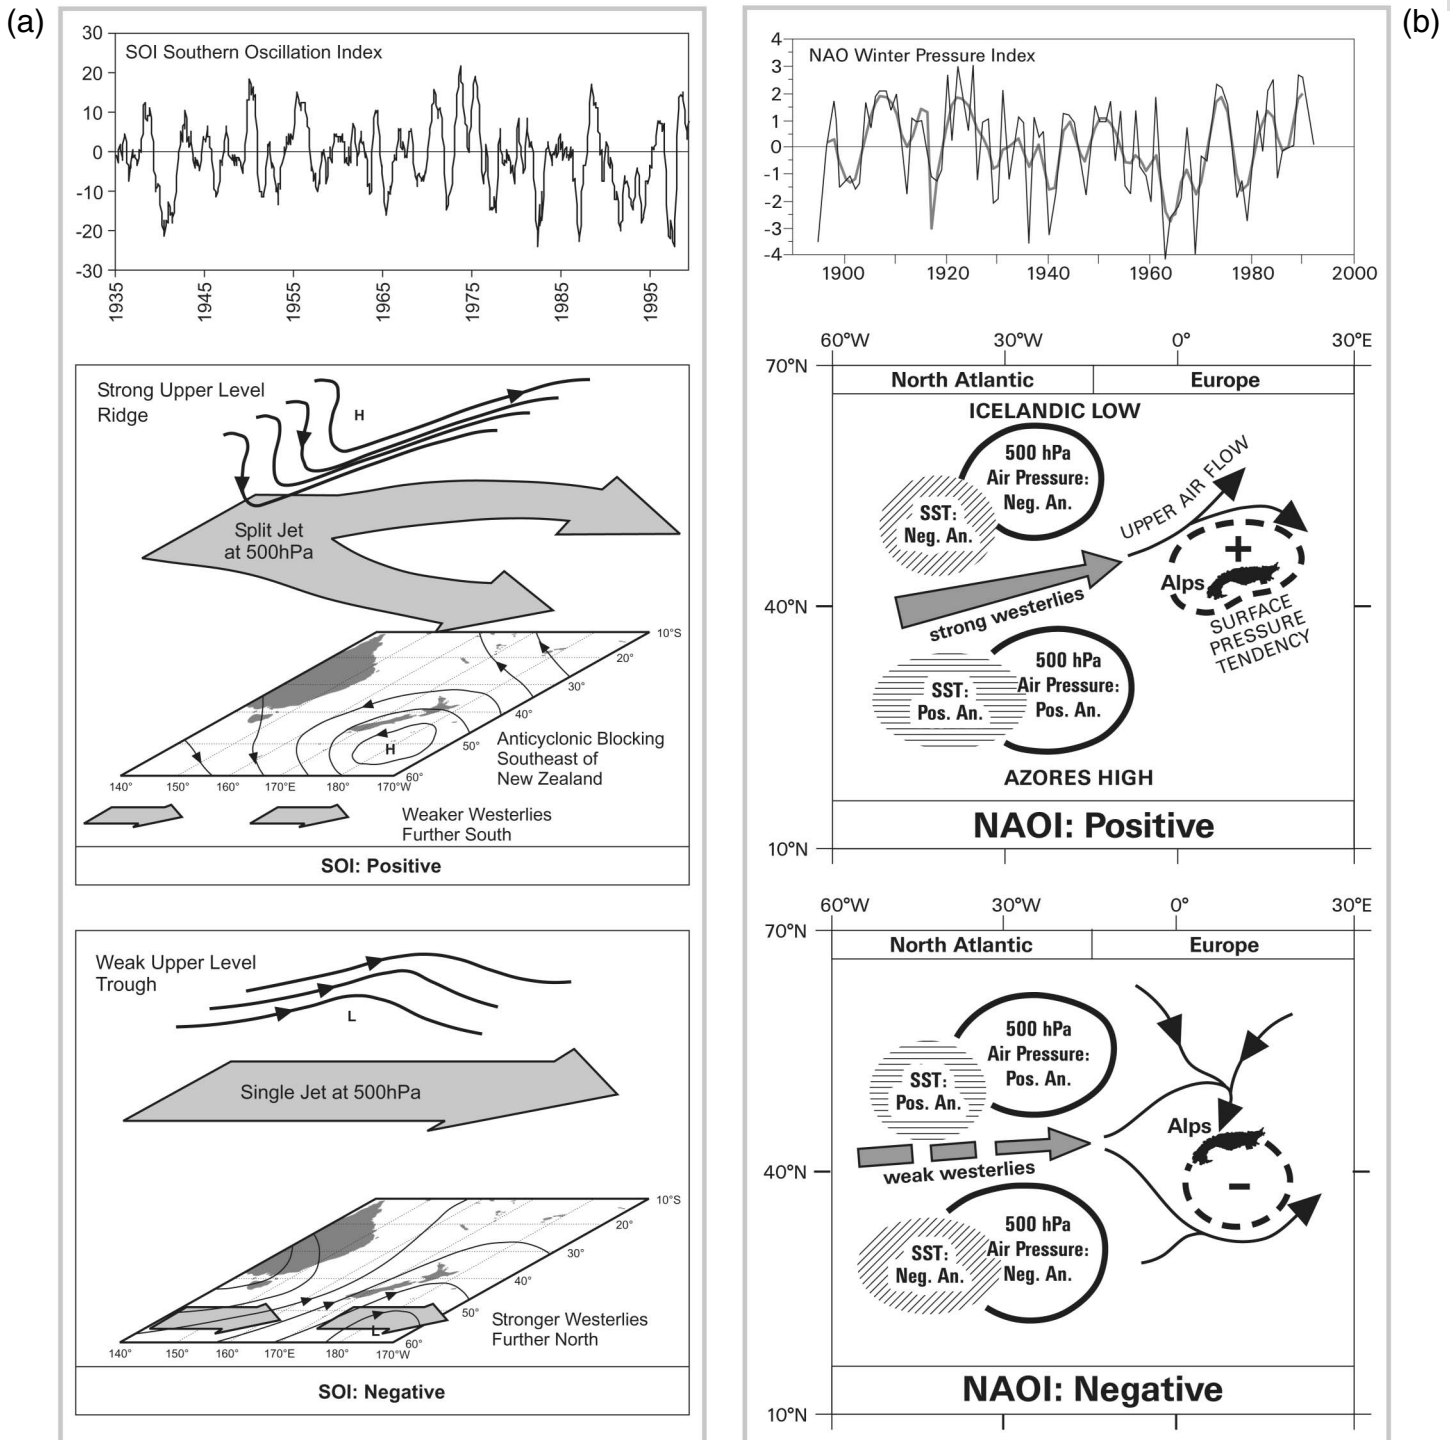 (a)
SOI Southern Oscillation Index
30
20
10
0
-10
-20
-30
1935
1945
1955
1965
1975
1985
1995
Strong Upper Level
Ridge
H
Split Jet
at 500hPa
10°S
20°
30°
40°
50°
60°
H
140°
150°
160°
170°E
180°
170°W
Anticyclonic Blocking
Southeast of
New Zealand
Weaker Westerlies
Further South
SOI: Positive
Weak Upper Level
Trough
L
Single Jet at 500hPa
10°S
20°
30°
40°
50°
60°
L
140°
150°
160°
170°E
180°
170°W
Stronger Westerlies
Further North
SOI: Negative
(b)
NAO Winter Pressure Index
4
3
2
1
0
-1
-2
-3
-4
1900
1920
1940
1960
1980
2000
60°W
30°W
0°
30°E
70°N
North Atlantic
Europe
ICELANDIC LOW
500 hPa
Air Pressure:
Neg. An.
SST:
Neg. An.
UPPER AIR FLOW
+
Alps
40°N
strong westerlies
SURFACE
PRESSURE
TENDENCY
500 hPa
Air Pressure:
Pos. An.
SST:
Pos. An.
AZORES HIGH
NAOI: Positive
10°N
60°W
30°W
0°
30°E
70°N
North Atlantic
Europe
500 hPa
Air Pressure:
Pos. An.
SST:
Pos. An.
Alps
40°N
weak westerlies
–
500 hPa
Air Pressure:
Neg. An.
SST:
Neg. An.
NAOI: Negative
10°N